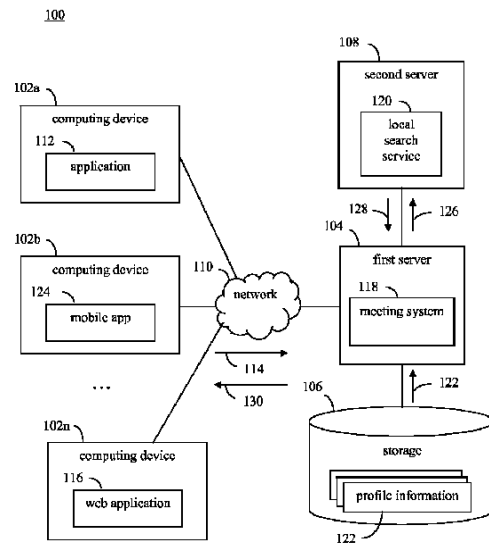 100
102a
computing device
112
application
102b
computing device
124
mobile app
...
102n
computing device
116
web application
110
network
114
130
108
second server
120
local
search
service
128
126
104
first server
118
meeting system
122
106
storage
profile information
122